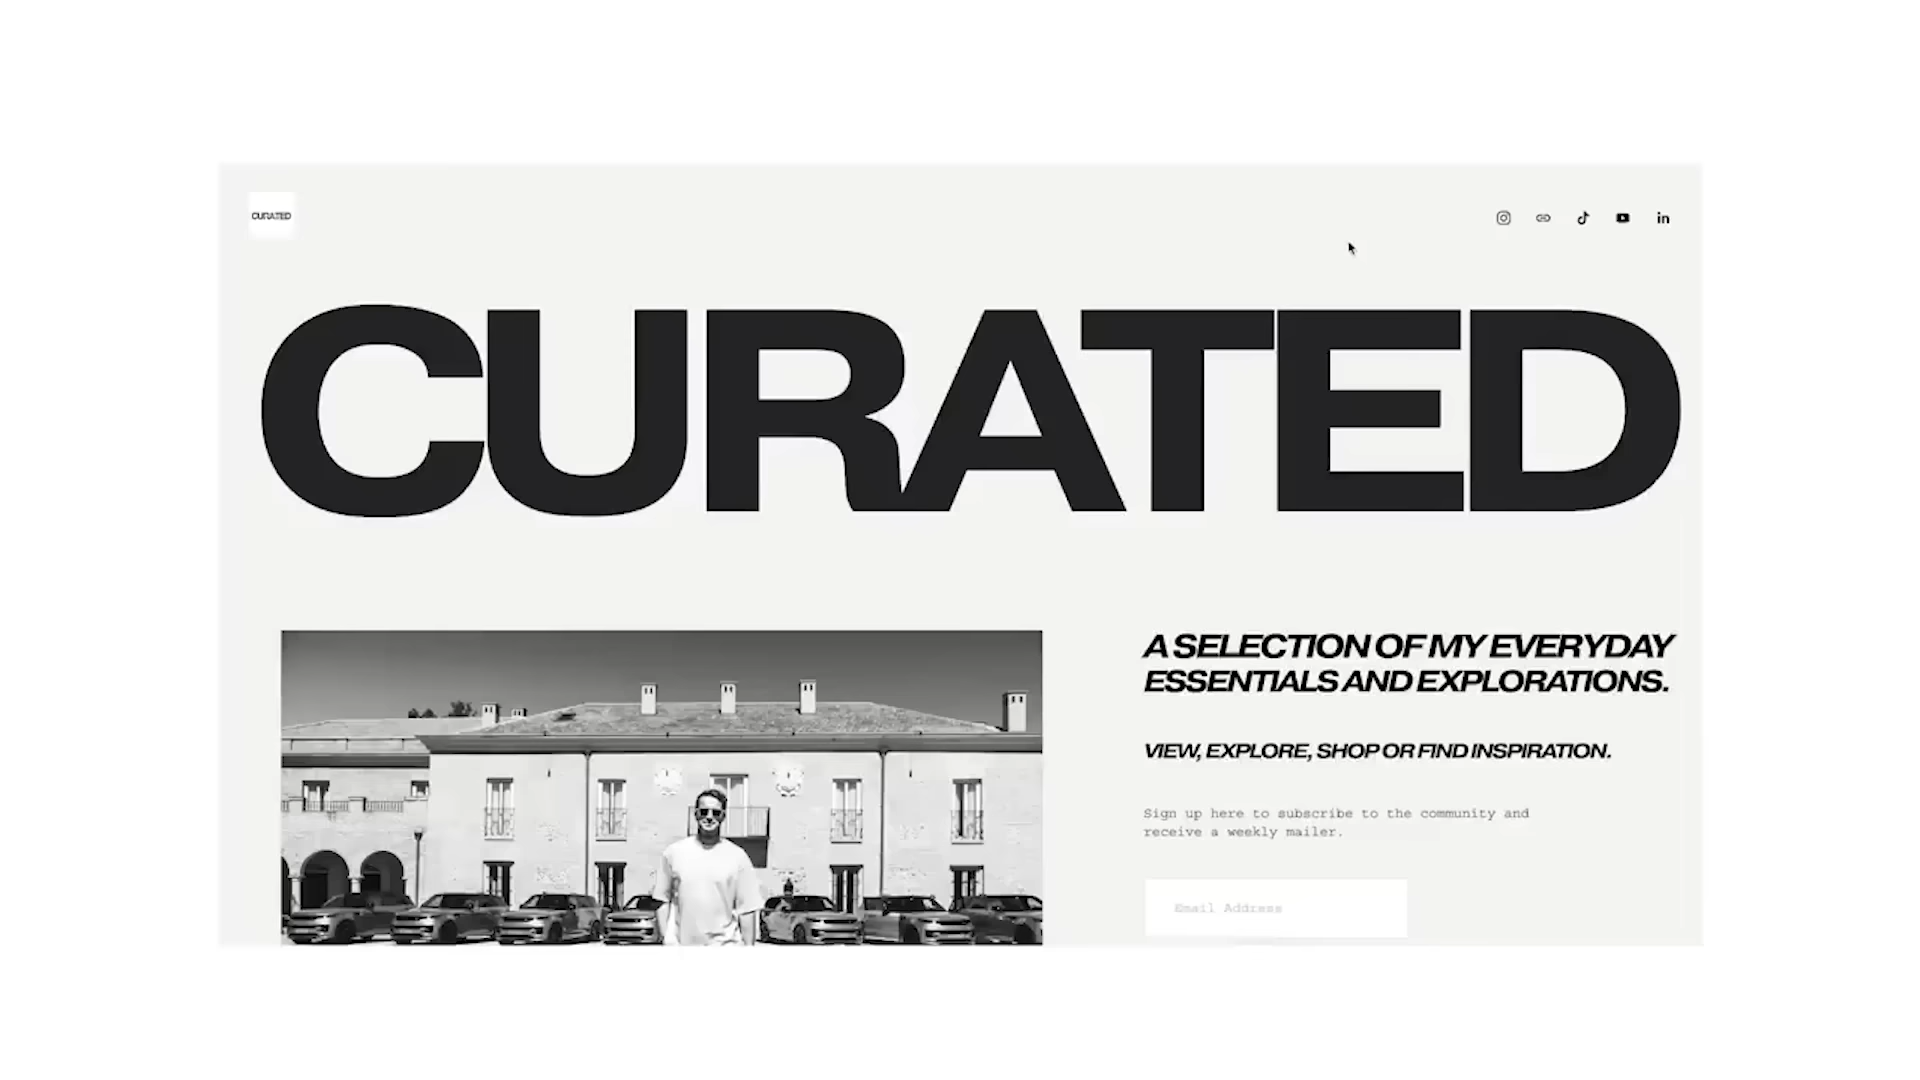 CURATED
CURATED
A SELECTION OF MY EVERYDAY
ESSENTIALS AND EXPLORATIONS.
VIEW, EXPLORE, SHOP OR FIND INSPIRATION.
Sign up here to subscribe to the community and
receive a weekly mailer.
Email Address